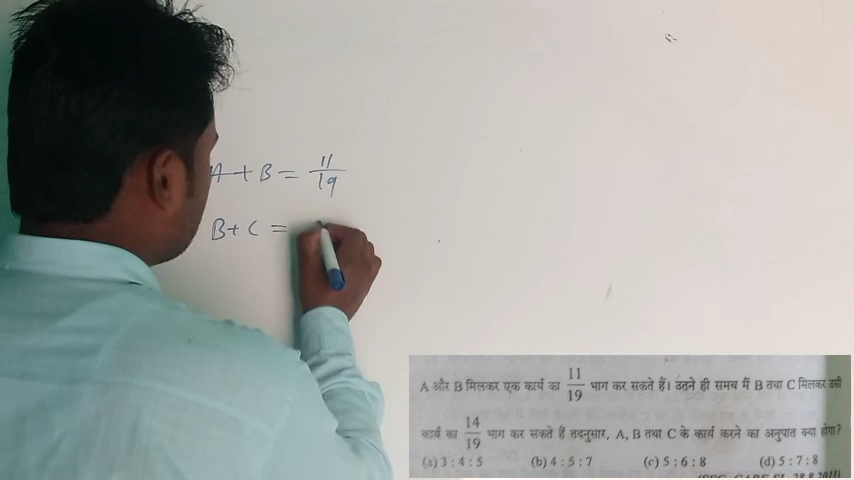 A + B = 11/19
B + C =
A और B मिलकर एक कार्य का 11/19 भाग कर सकते हैं। उतने ही समय मैं B तथा C मिलकर उसी
कार्य का 14/19 भाग कर सकते हैं तदनुसार, A, B तथा C के कार्य करने का अनुपात क्या होगा?
(a) 3 : 4 : 5 (b) 4 : 5 : 7 (c) 5 : 6 : 8 (d) 5 : 7 : 8